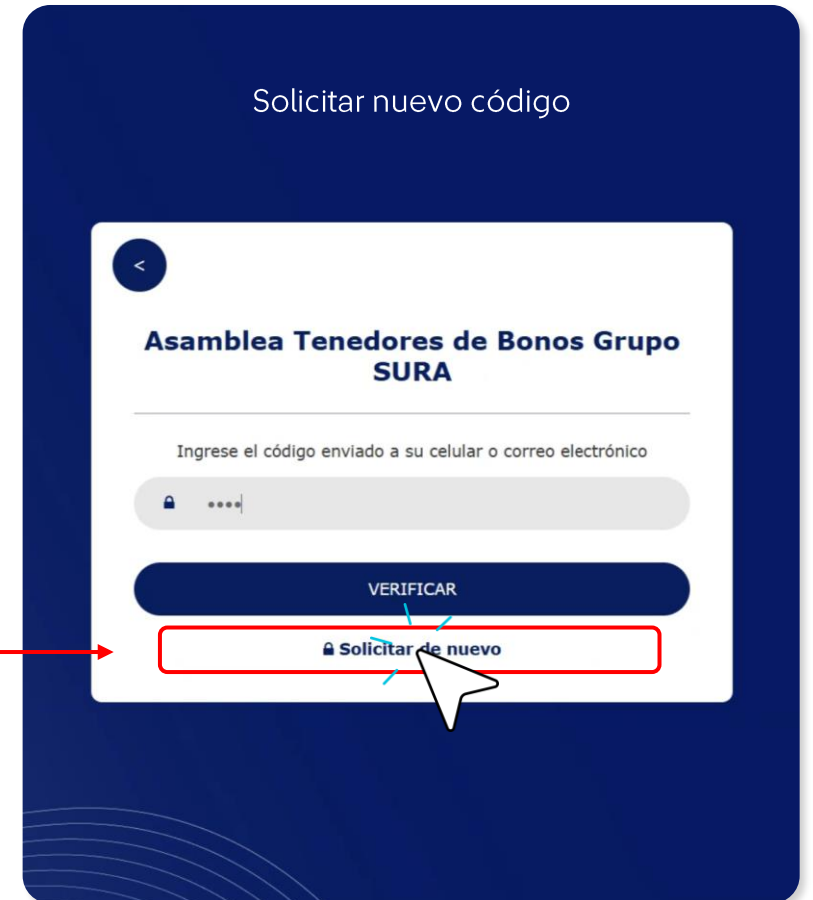 Solicitar nuevo código
<
Asamblea Tenedores de Bonos Grupo
SURA
Ingrese el código enviado a su celular o correo electrónico
••••
VERIFICAR
Solicitar de nuevo